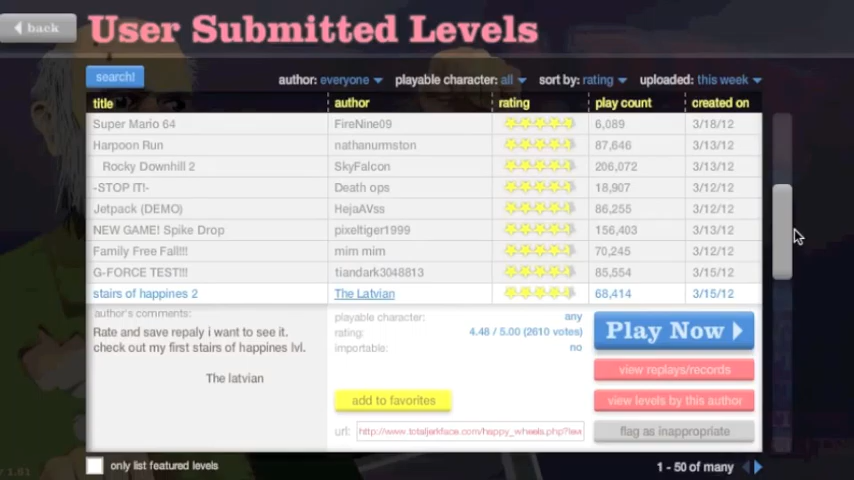 back
User Submitted Levels
search!
author: everyone playable character: all sort by: rating uploaded: this week
title author rating play count created on
Super Mario 64 FireNine09 6,089 3/18/12
Harpoon Run nathanurmston 87,646 3/13/12
Rocky Downhill 2 SkyFalcon 206,072 3/13/12
-STOP IT!- Death ops 18,907 3/12/12
Jetpack (DEMO) HejaAVss 86,255 3/12/12
NEW GAME! Spike Drop pixeltiger1999 156,403 3/13/12
Family Free Fall!!! mim mim 70,245 3/12/12
G-FORCE TEST!!! tiandark3048813 85,554 3/15/12
stairs of happines 2 The Latvian 68,414 3/15/12
author's comments:
Rate and save repaly i want to see it.
check out my first stairs of happines lvl.
The latvian
playable character: any
rating: 4.48 / 5.00 (2610 votes)
importable: no
add to favorites
url: http://www.totaljerkface.com/happy_wheels.php?lev
Play Now
view replays/records
view levels by this author
flag as inappropriate
only list featured levels
1 - 50 of many